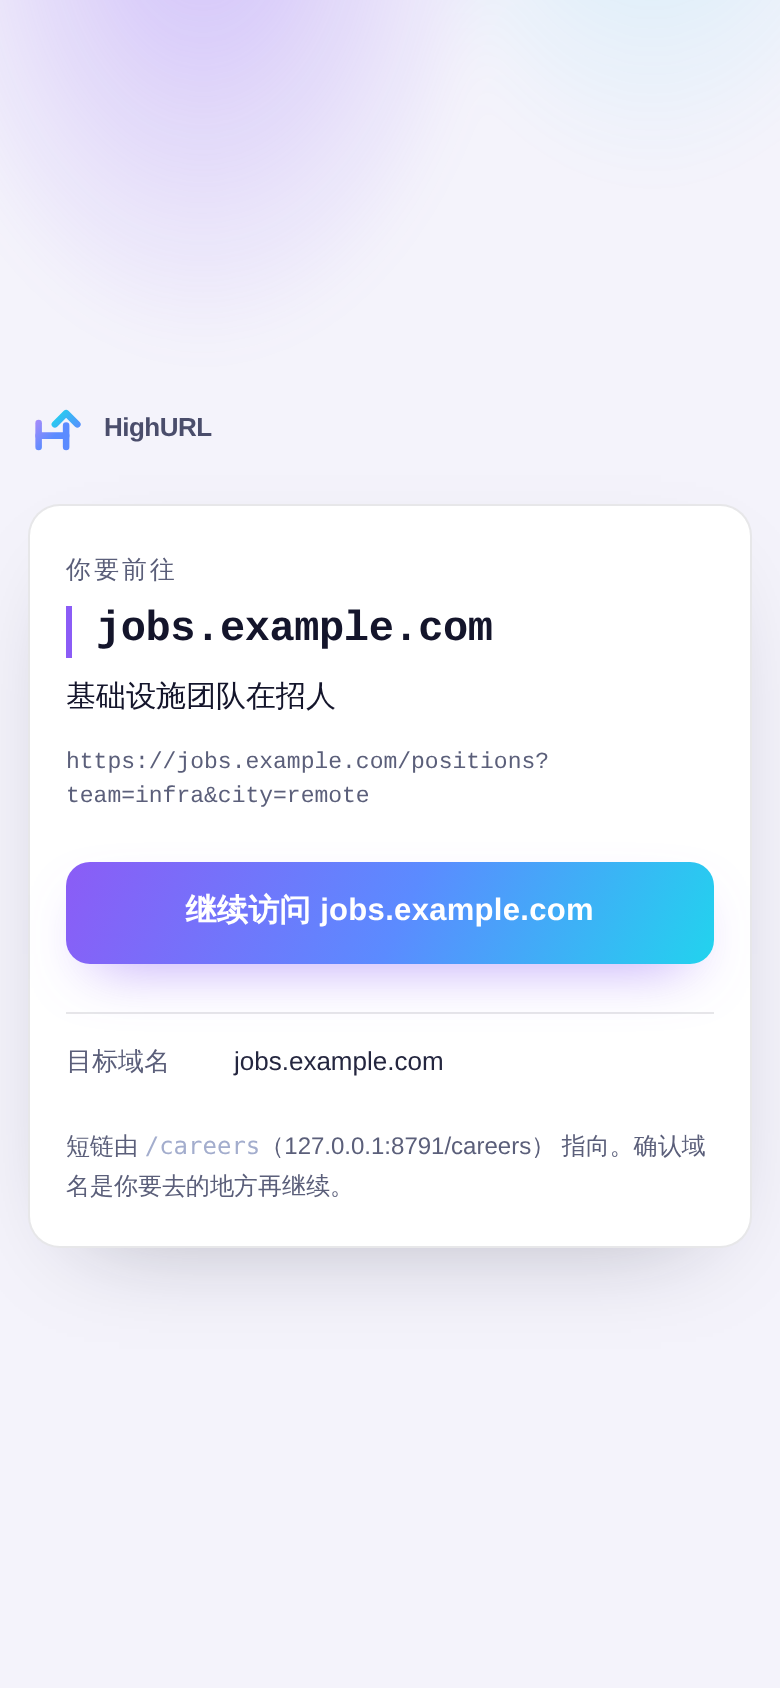 HighURL
你要前往
jobs.example.com
基础设施团队在招人
https://jobs.example.com/positions?
team=infra&city=remote
继续访问 jobs.example.com
目标域名 jobs.example.com
短链由 /careers（127.0.0.1:8791/careers） 指向。确认域
名是你要去的地方再继续。